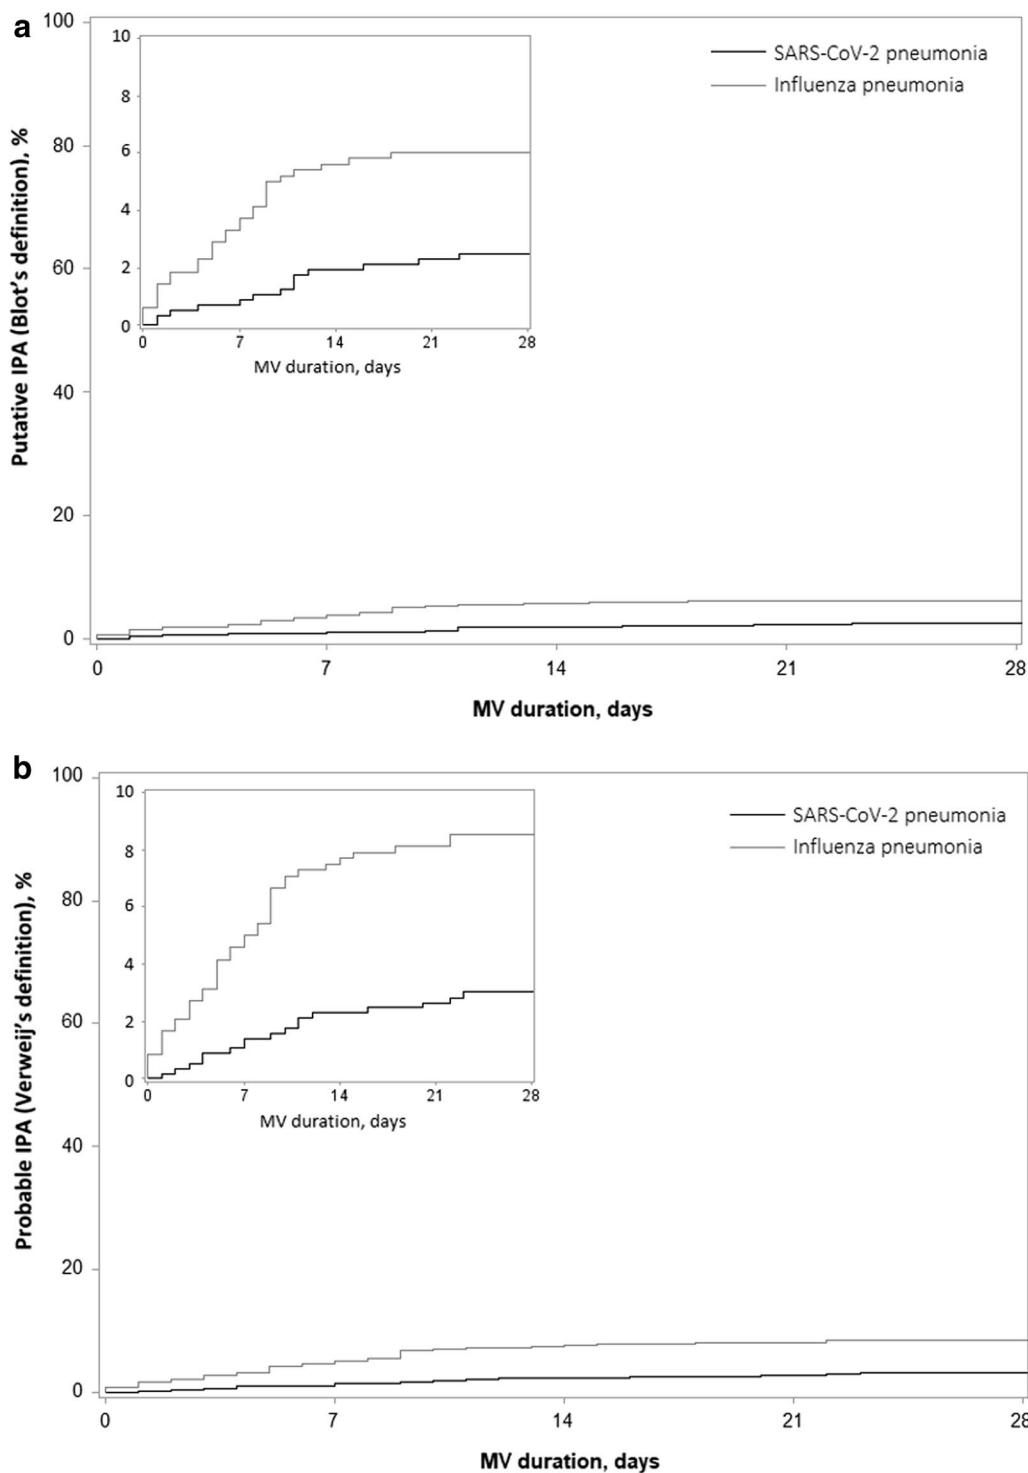 a
Putative IPA (Blot's definition), %
100
80
60
40
20
0
SARS-CoV-2 pneumonia
Influenza pneumonia
10
8
6
4
2
0
0 7 14 21 28
MV duration, days
0 7 14 21 28
MV duration, days
b
Probable IPA (Verweij's definition), %
100
80
60
40
20
0
SARS-CoV-2 pneumonia
Influenza pneumonia
10
8
6
4
2
0
0 7 14 21 28
MV duration, days
0 7 14 21 28
MV duration, days